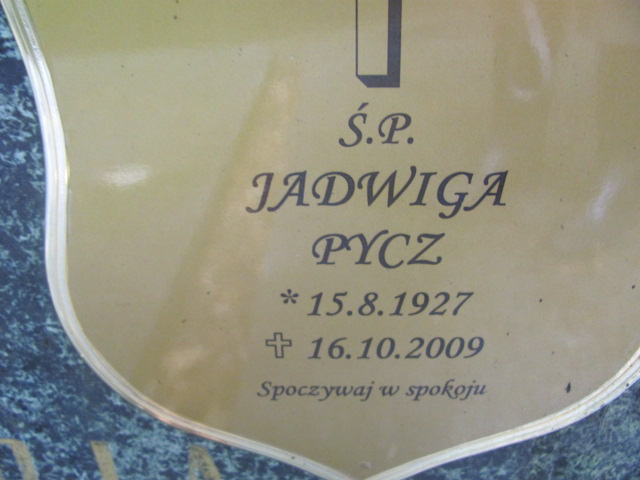 Ś.P.
JADWIGA
PYCZ
* 15.8.1927
✝ 16.10.2009
Spoczywaj w spokoju